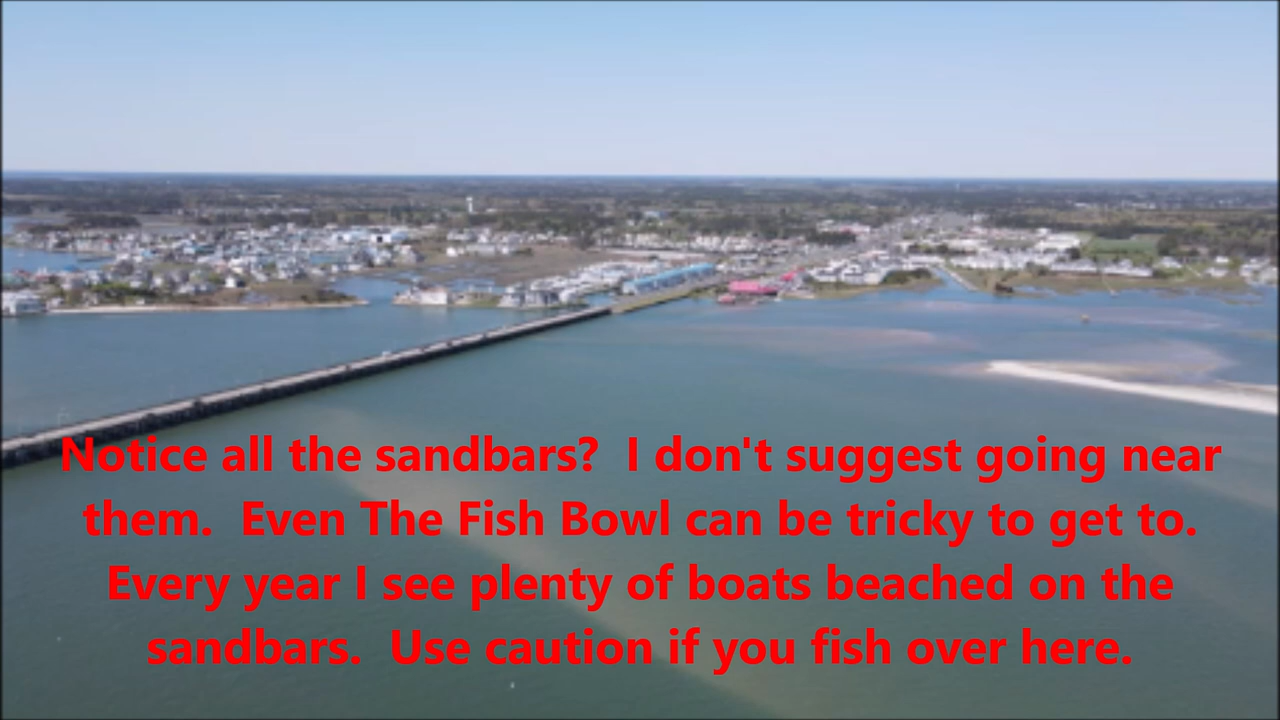 Notice all the sandbars?  I don't suggest going near
them.  Even The Fish Bowl can be tricky to get to.
Every year I see plenty of boats beached on the
sandbars.  Use caution if you fish over here.